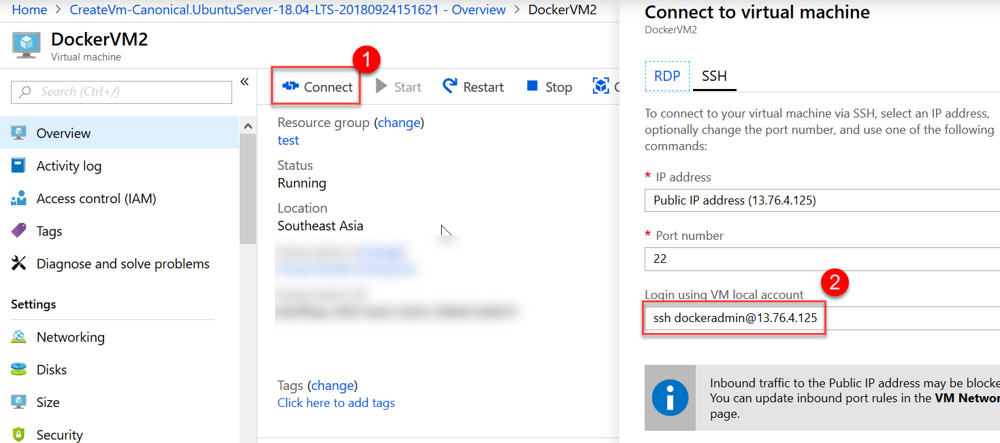 Home > CreateVm-Canonical.UbuntuServer-18.04-LTS-20180924151621 - Overview > DockerVM2
DockerVM2
Virtual machine
Search (Ctrl+/)
«
Overview
Activity log
Access control (IAM)
Tags
Diagnose and solve problems
Settings
Networking
Disks
Size
Security
1
Connect
Start
Restart
Stop
C
Resource group (change)
test
Status
Running
Location
Southeast Asia
Tags (change)
Click here to add tags
Connect to virtual machine
DockerVM2
RDP
SSH
To connect to your virtual machine via SSH, select an IP address,
optionally change the port number, and use one of the following
commands:
* IP address
Public IP address (13.76.4.125)
* Port number
22
2
Login using VM local account
ssh dockeradmin@13.76.4.125
Inbound traffic to the Public IP address may be blocke
You can update inbound port rules in the VM Networ
page.